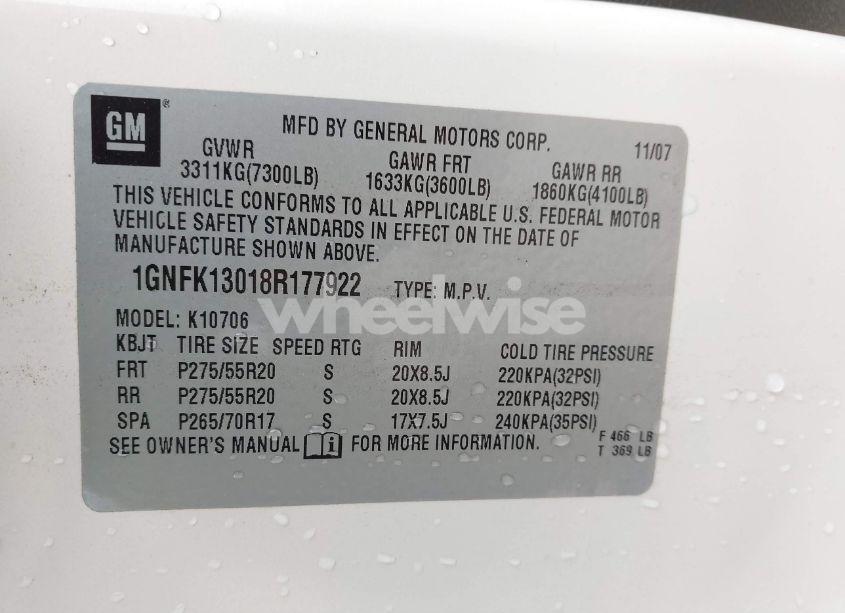 GM®
MFD BY GENERAL MOTORS CORP. 11/07
GVWR GAWR FRT GAWR RR
3311KG(7300LB) 1633KG(3600LB) 1860KG(4100LB)
THIS VEHICLE CONFORMS TO ALL APPLICABLE U.S. FEDERAL MOTOR
VEHICLE SAFETY STANDARDS IN EFFECT ON THE DATE OF
MANUFACTURE SHOWN ABOVE.
1GNFK13018R177922 TYPE: M.P.V.
wheelwise
MODEL: K10706
KBJT TIRE SIZE SPEED RTG RIM COLD TIRE PRESSURE
FRT P275/55R20 S 20X8.5J 220KPA(32PSI)
RR P275/55R20 S 20X8.5J 220KPA(32PSI)
SPA P265/70R17 S 17X7.5J 240KPA(35PSI)
SEE OWNER'S MANUAL i FOR MORE INFORMATION.
F 466 LB
T 369 LB